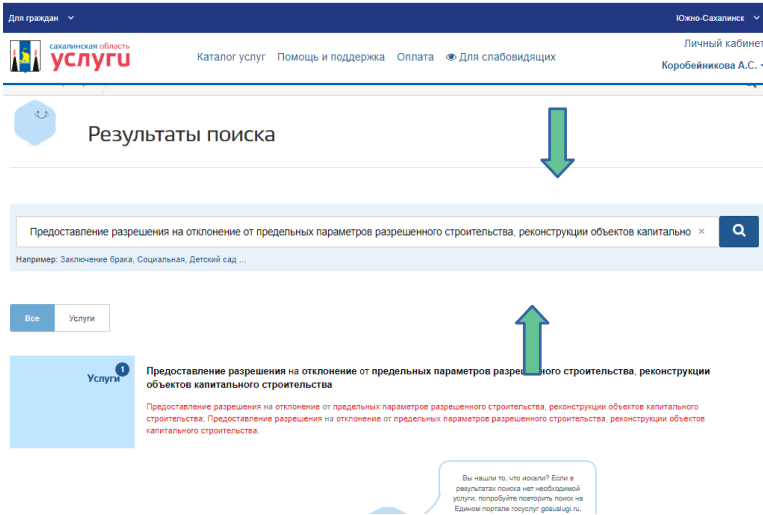 Для граждан
Южно-Сахалинск
сахалинская область
услуги
Каталог услуг Помощь и поддержка Оплата Для слабовидящих
Личный кабинет
Коробейникова А.С.
Результаты поиска
Предоставление разрешения на отклонение от предельных параметров разрешенного строительства, реконструкции объектов капитально ×
Например: Заключение брака, Социальная, Детский сад ...
Все Услуги
Услуги 1
Предоставление разрешения на отклонение от предельных параметров разрешенного строительства, реконструкции
объектов капитального строительства
Предоставление разрешения на отклонение от предельных параметров разрешенного строительства, реконструкции объектов капитального
строительства; Предоставление разрешения на отклонение от предельных параметров разрешенного строительства, реконструкции объектов
капитального строительства.
Вы нашли то, что искали? Если в
результатах поиска нет необходимой
услуги, попробуйте повторить поиск на
Едином портале госуслуг gosuslugi.ru,